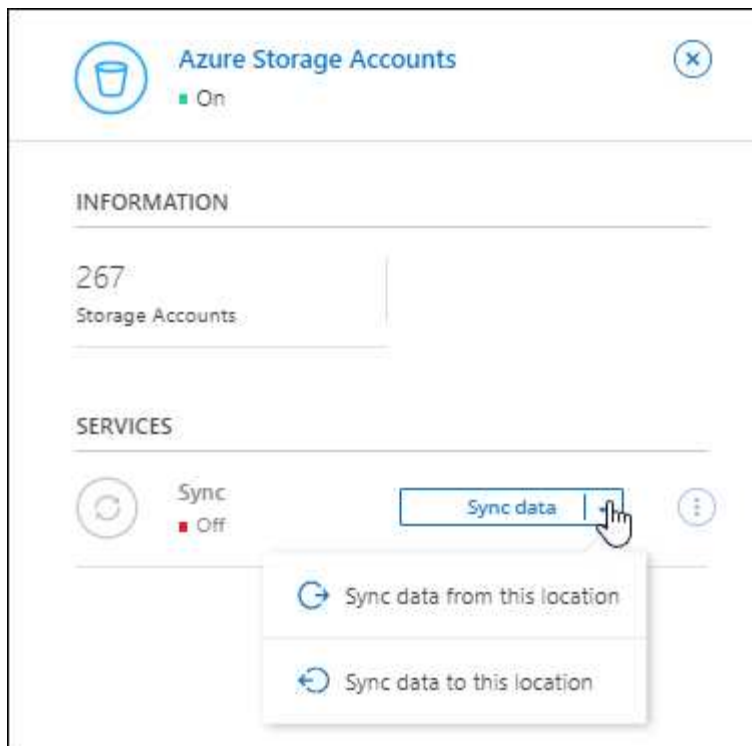 Azure Storage Accounts
On
INFORMATION
267
Storage Accounts
SERVICES
Sync
Off
Sync data
Sync data from this location
Sync data to this location